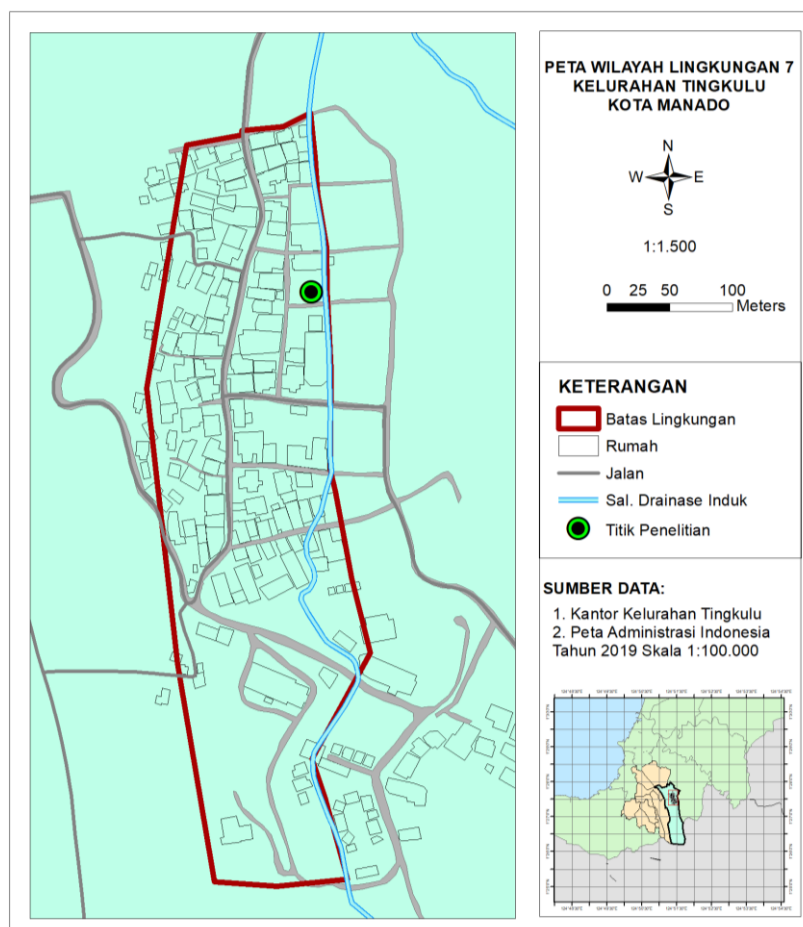 PETA WILAYAH LINGKUNGAN 7
KELURAHAN TINGKULU
KOTA MANADO
N
W E
S
1:1.500
0 25 50 100
Meters
KETERANGAN
Batas Lingkungan
Rumah
Jalan
Sal. Drainase Induk
Titik Penelitian
SUMBER DATA:
1. Kantor Kelurahan Tingkulu
2. Peta Administrasi Indonesia
Tahun 2019 Skala 1:100.000